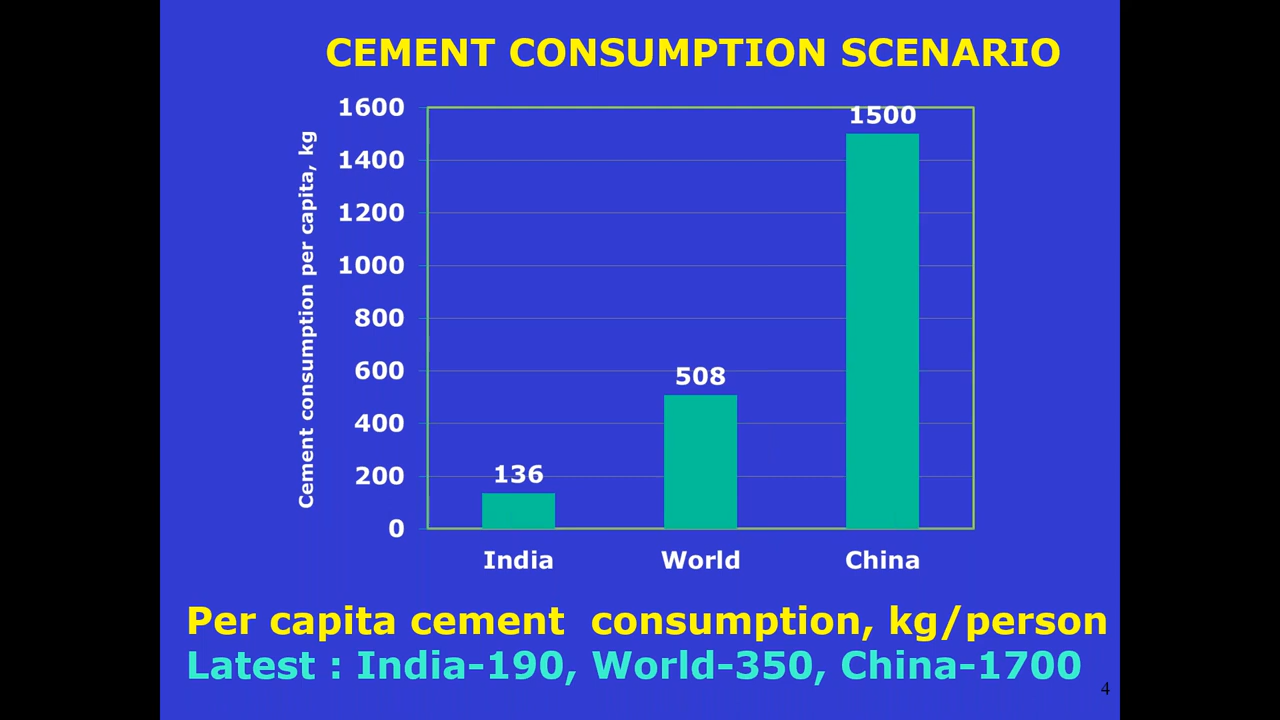 CEMENT CONSUMPTION SCENARIO
Cement consumption per capita, kg
1600
1400
1200
1000
800
600
400
200
0
136
508
1500
India
World
China
Per capita cement  consumption, kg/person
Latest : India-190, World-350, China-1700
4